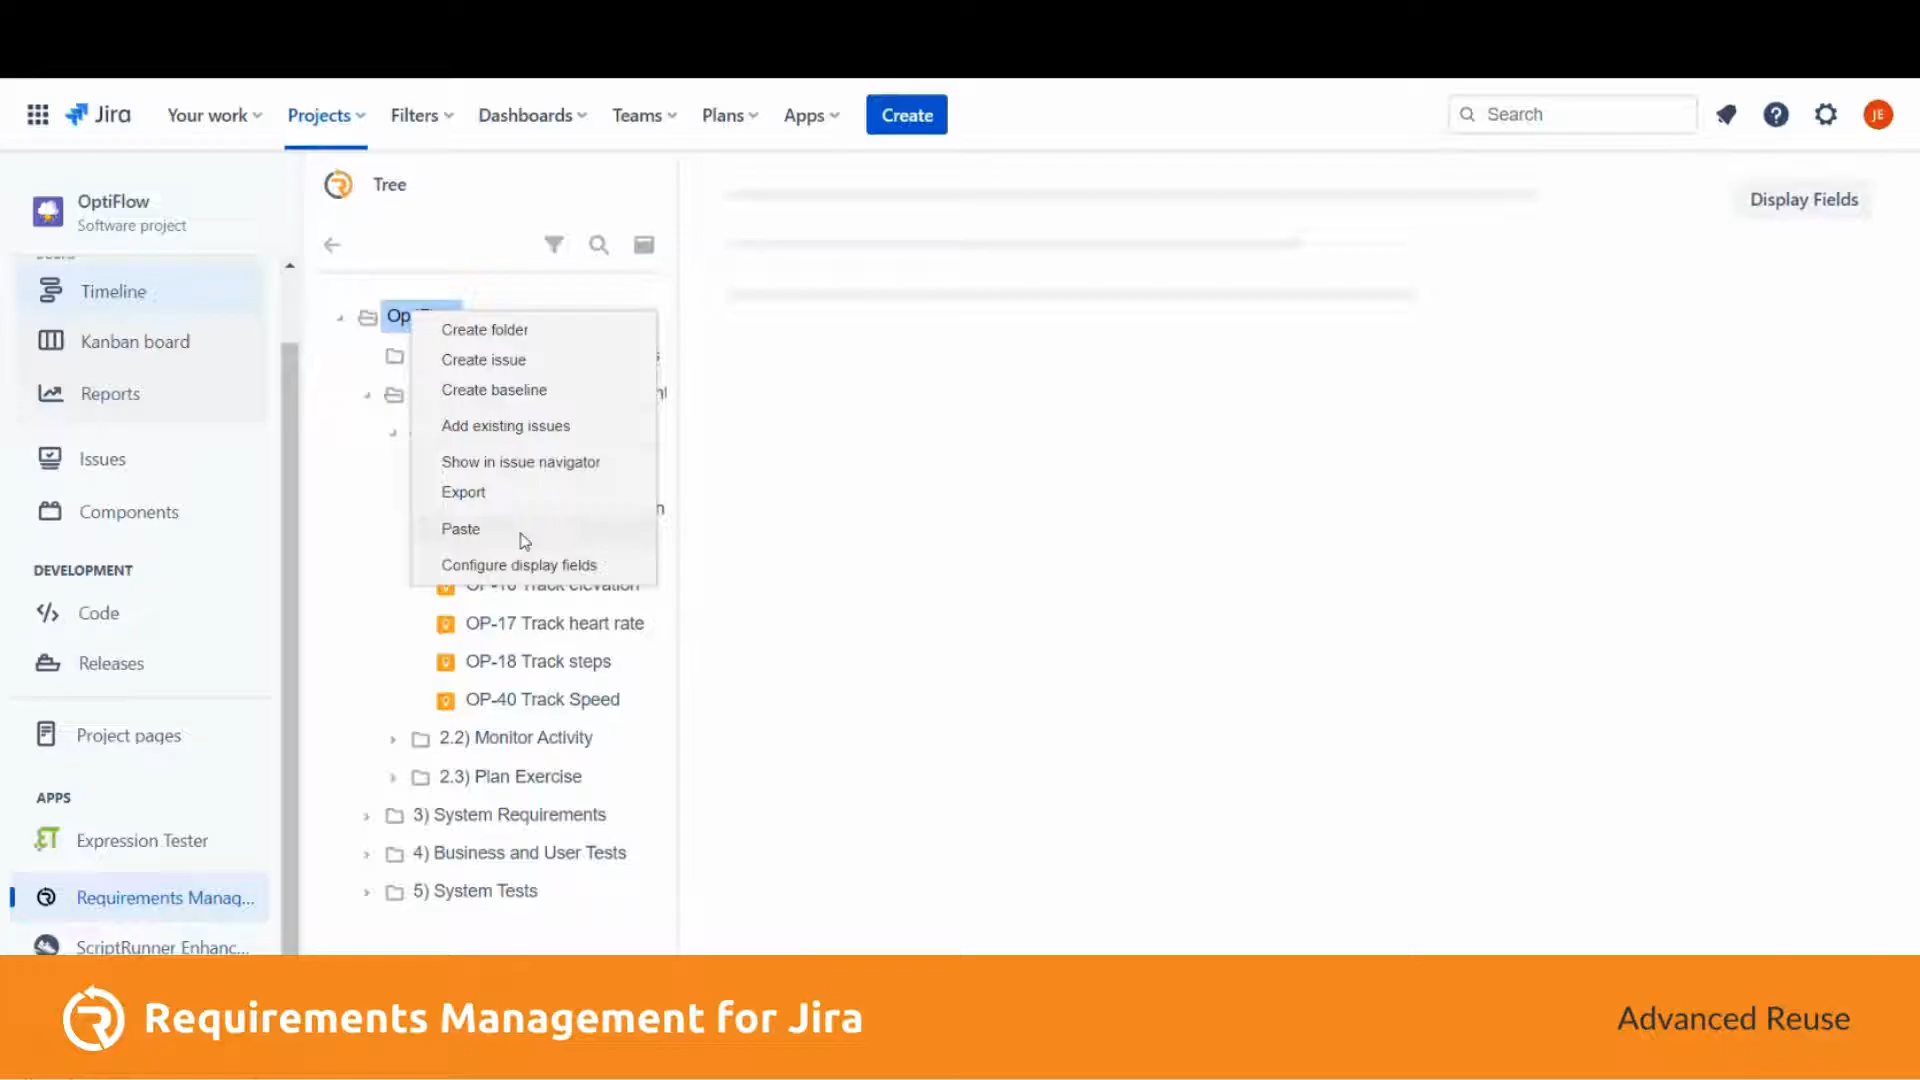 Jira
Your work
Projects
Filters
Dashboards
Teams
Plans
Apps
Create
Search
JE
OptiFlow
Software project
Timeline
Kanban board
Reports
Issues
Components
DEVELOPMENT
Code
Releases
Project pages
APPS
Expression Tester
Requirements Manag...
ScriptRunner Enhanc...
Tree
Display Fields
Create folder
Create issue
Create baseline
Add existing issues
Show in issue navigator
Export
Paste
Configure display fields
OP-16 Track elevation
OP-17 Track heart rate
OP-18 Track steps
OP-40 Track Speed
2.2) Monitor Activity
2.3) Plan Exercise
3) System Requirements
4) Business and User Tests
5) System Tests
Requirements Management for Jira
Advanced Reuse